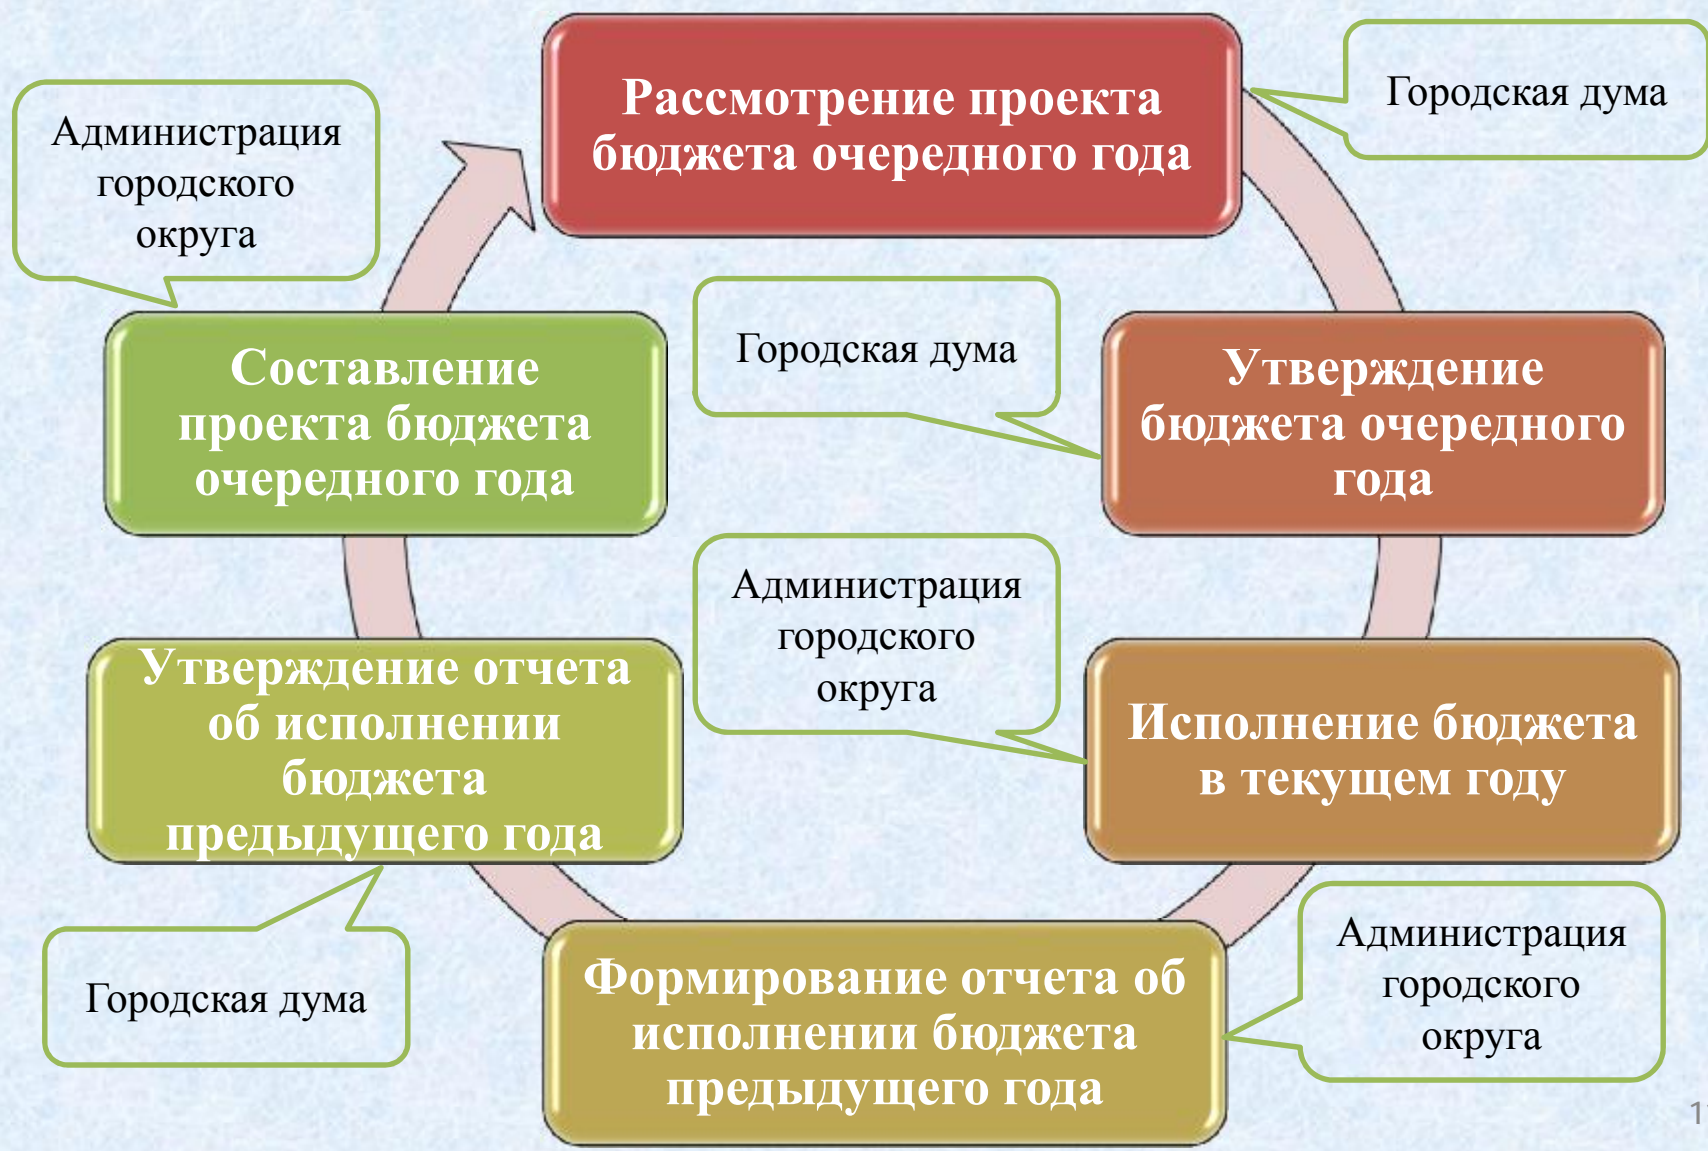 Рассмотрение проекта
бюджета очередного года
Городская дума
Администрация
городского
округа
Городская дума
Утверждение
бюджета очередного
года
Составление
проекта бюджета
очередного года
Администрация
городского
округа
Исполнение бюджета
в текущем году
Утверждение отчета
об исполнении
бюджета
предыдущего года
Городская дума
Формирование отчета об
исполнении бюджета
предыдущего года
Администрация
городского
округа